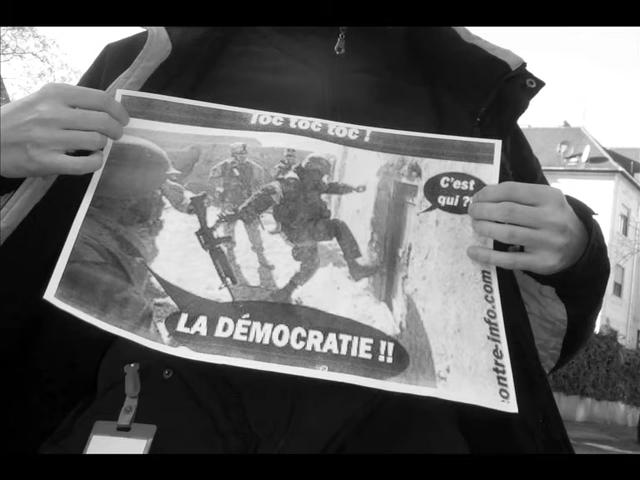 Toc toc toc !
C'est
qui ?
LA DÉMOCRATIE !!
ontre-info.com